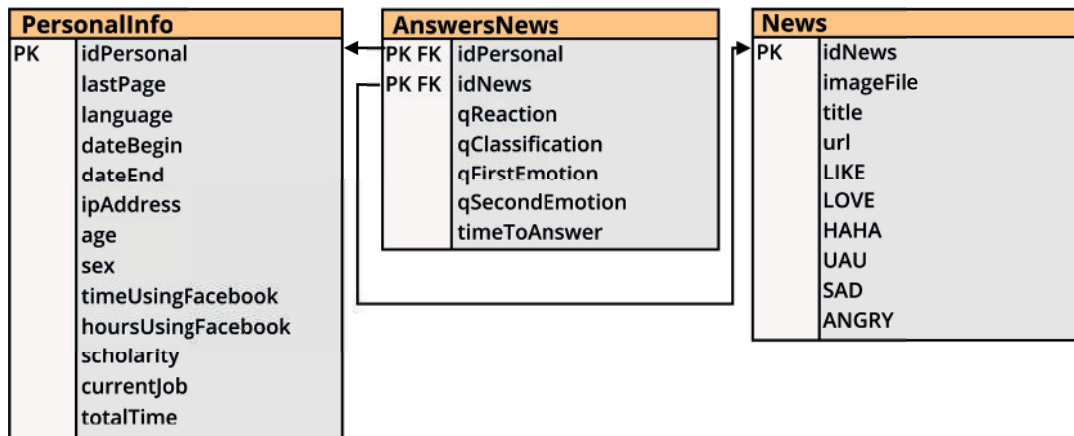 PersonalInfo
PK idPersonal
lastPage
language
dateBegin
dateEnd
ipAddress
age
sex
timeUsingFacebook
hoursUsingFacebook
scholarity
currentJob
totalTime
AnswersNews
PK FK idPersonal
PK FK idNews
qReaction
qClassification
qFirstEmotion
qSecondEmotion
timeToAnswer
News
PK idNews
imageFile
title
url
LIKE
LOVE
HAHA
UAU
SAD
ANGRY